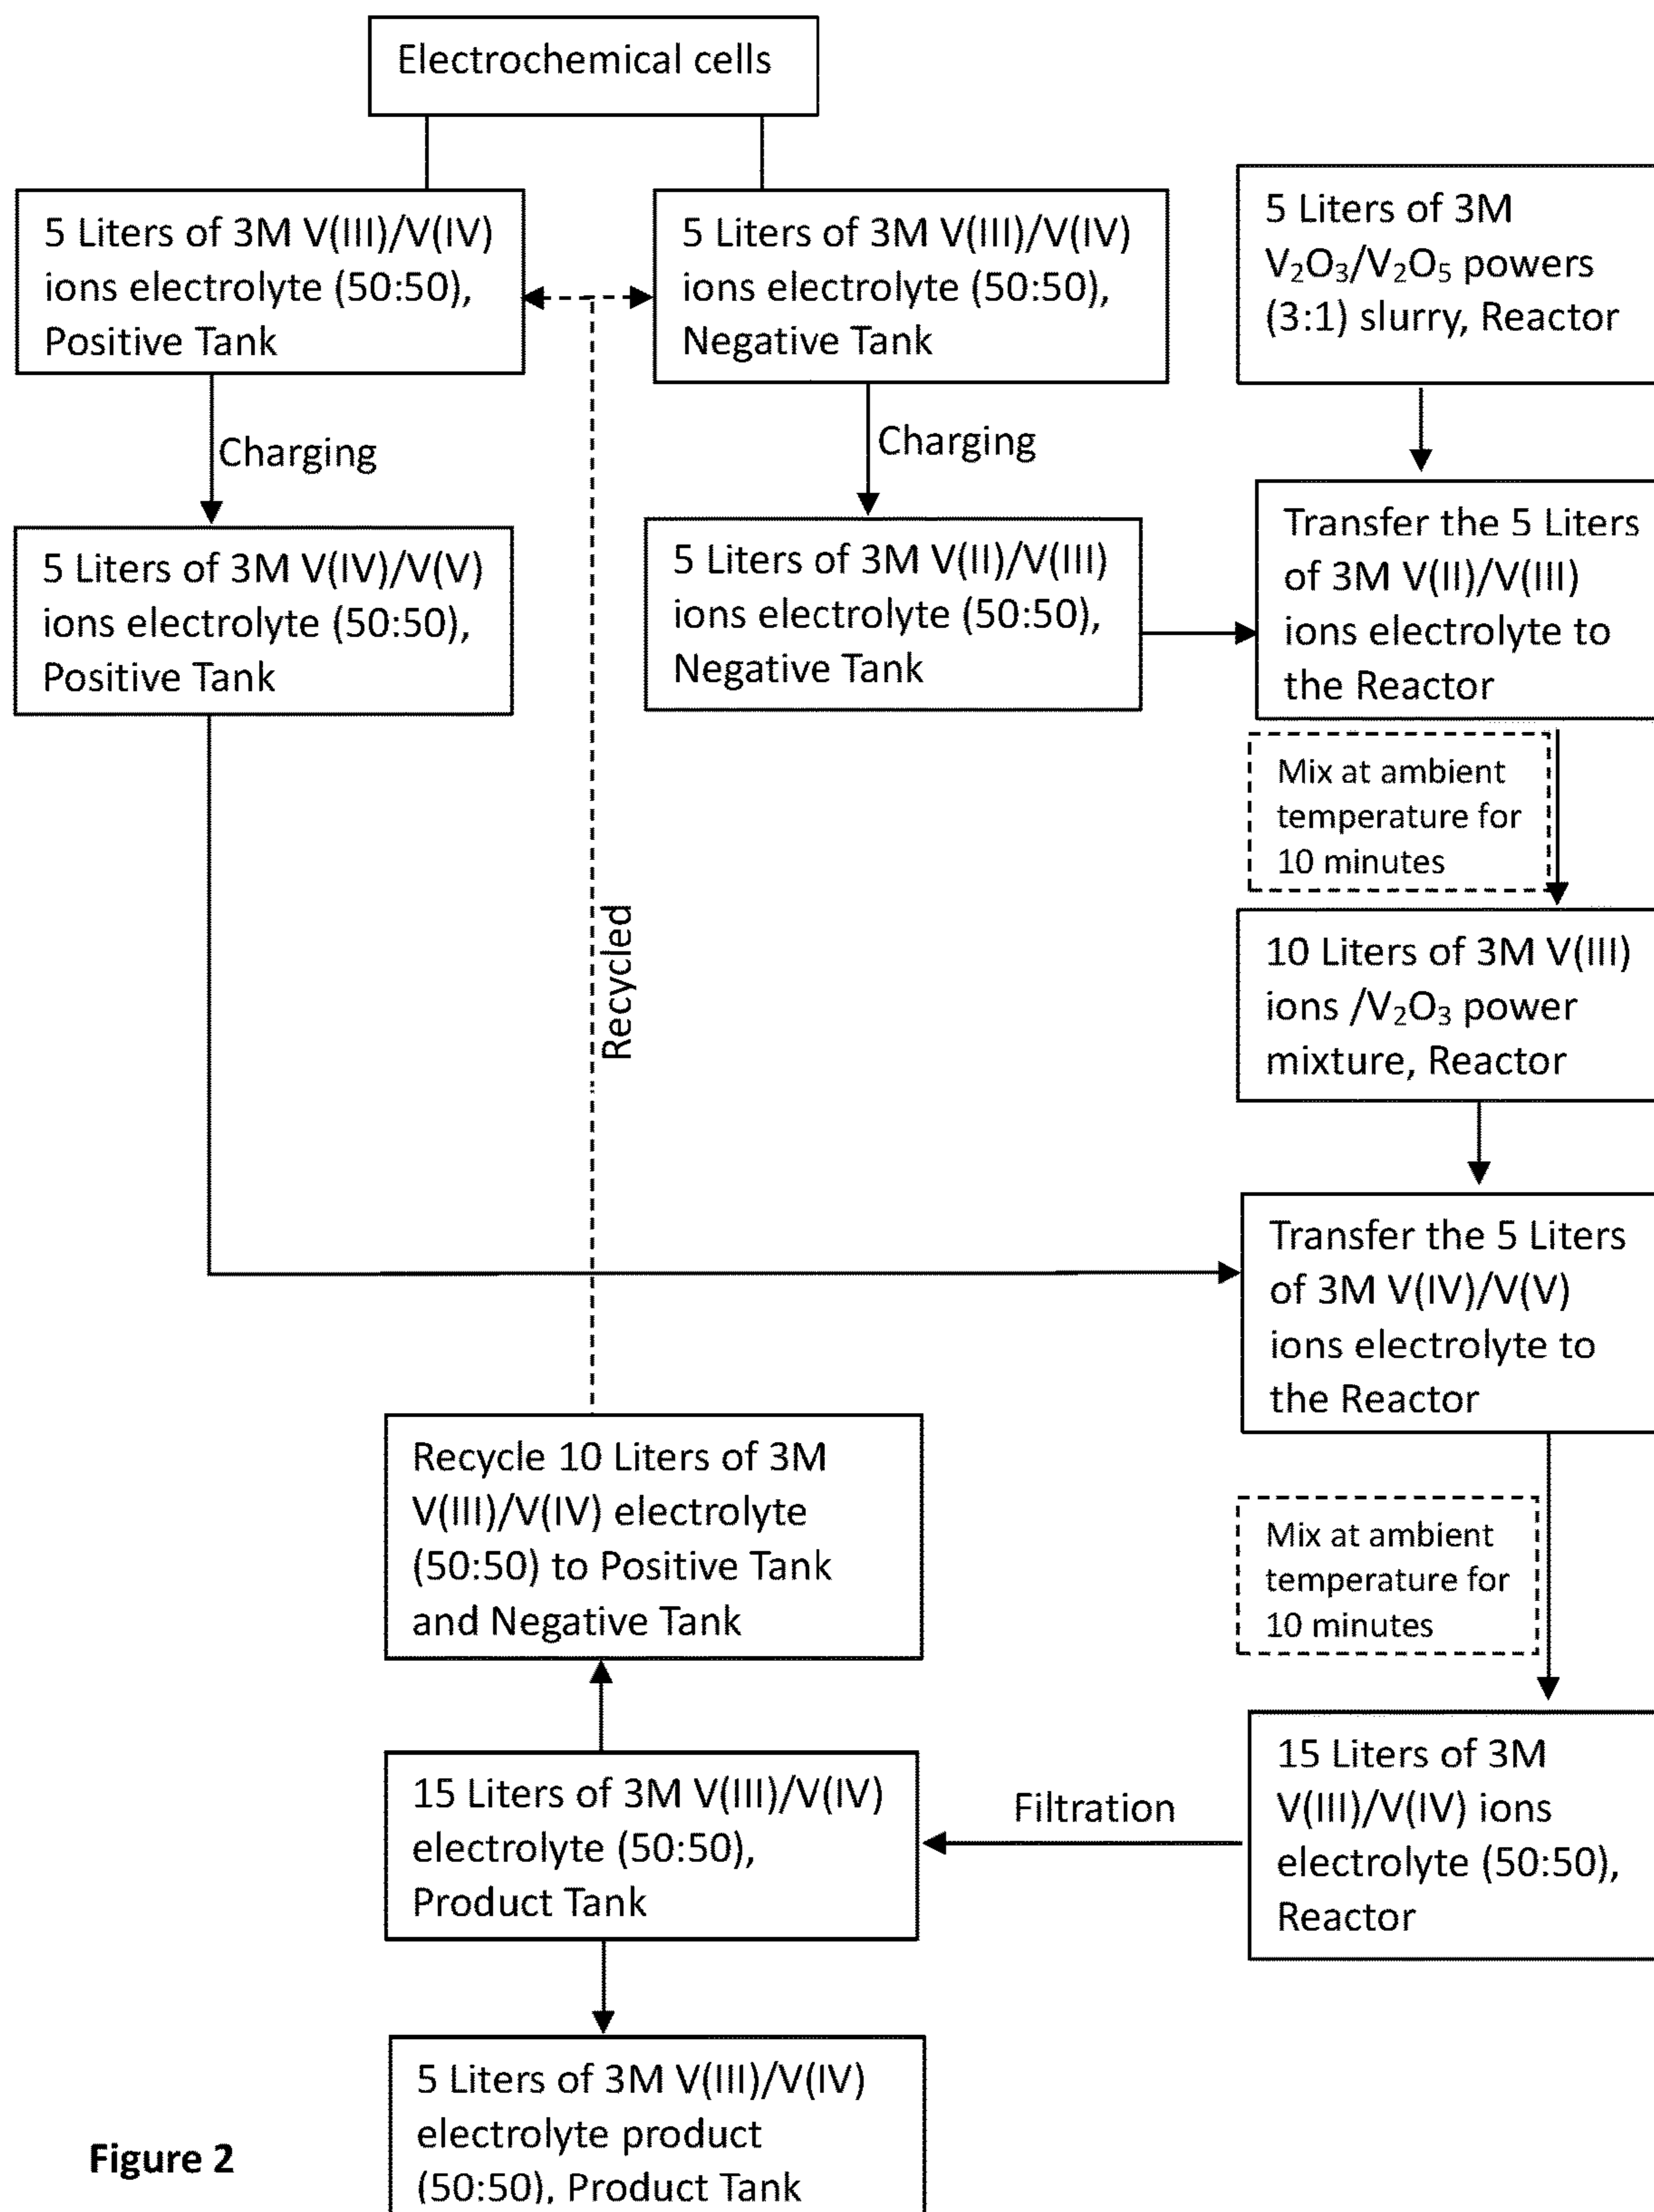 Electrochemical cells
5 Liters of 3M V(III)/V(IV)
ions electrolyte (50:50),
Positive Tank
5 Liters of 3M V(III)/V(IV)
ions electrolyte (50:50),
Negative Tank
5 Liters of 3M
V₂O₃/V₂O₅ powers
(3:1) slurry, Reactor
Charging
Charging
5 Liters of 3M V(IV)/V(V)
ions electrolyte (50:50),
Positive Tank
5 Liters of 3M V(II)/V(III)
ions electrolyte (50:50),
Negative Tank
Transfer the 5 Liters
of 3M V(II)/V(III)
ions electrolyte to
the Reactor
Mix at ambient
temperature for
10 minutes
Recycled
10 Liters of 3M V(III)
ions /V₂O₃ power
mixture, Reactor
Transfer the 5 Liters
of 3M V(IV)/V(V)
ions electrolyte to
the Reactor
Mix at ambient
temperature for
10 minutes
Recycle 10 Liters of 3M
V(III)/V(IV) electrolyte
(50:50) to Positive Tank
and Negative Tank
15 Liters of 3M
V(III)/V(IV) ions
electrolyte (50:50),
Reactor
Filtration
15 Liters of 3M V(III)/V(IV)
electrolyte (50:50),
Product Tank
5 Liters of 3M V(III)/V(IV)
electrolyte product
(50:50), Product Tank
Figure 2